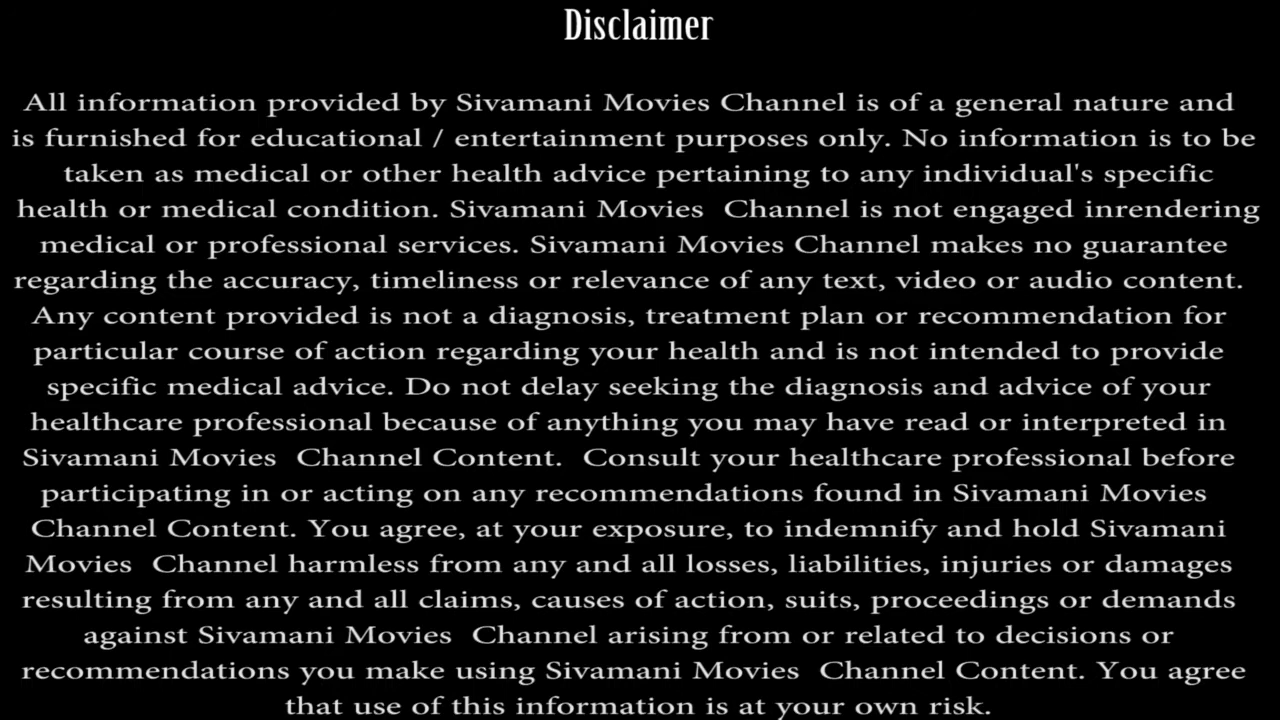 Disclaimer
All information provided by Sivamani Movies Channel is of a general nature and
is furnished for educational / entertainment purposes only. No information is to be
taken as medical or other health advice pertaining to any individual's specific
health or medical condition. Sivamani Movies  Channel is not engaged inrendering
medical or professional services. Sivamani Movies Channel makes no guarantee
regarding the accuracy, timeliness or relevance of any text, video or audio content.
Any content provided is not a diagnosis, treatment plan or recommendation for
particular course of action regarding your health and is not intended to provide
specific medical advice. Do not delay seeking the diagnosis and advice of your
healthcare professional because of anything you may have read or interpreted in
Sivamani Movies  Channel Content.  Consult your healthcare professional before
participating in or acting on any recommendations found in Sivamani Movies
Channel Content. You agree, at your exposure, to indemnify and hold Sivamani
Movies  Channel harmless from any and all losses, liabilities, injuries or damages
resulting from any and all claims, causes of action, suits, proceedings or demands
against Sivamani Movies  Channel arising from or related to decisions or
recommendations you make using Sivamani Movies  Channel Content. You agree
that use of this information is at your own risk.